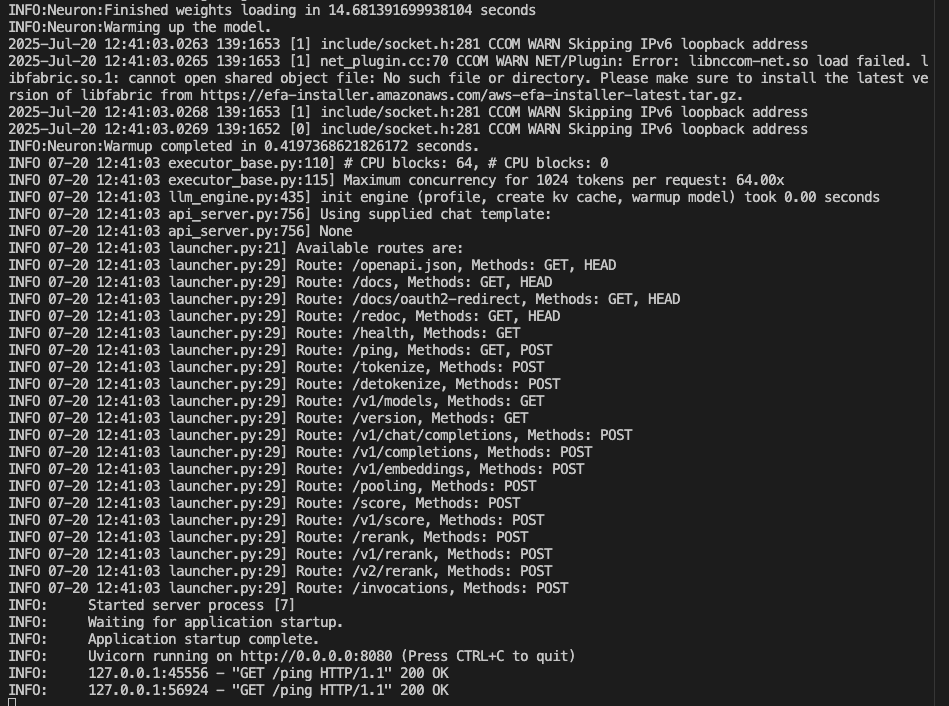 INFO:Neuron:Finished weights loading in 14.681391699938104 seconds
INFO:Neuron:Warming up the model.
2025-Jul-20 12:41:03.0263 139:1653 [1] include/socket.h:281 CCOM WARN Skipping IPv6 loopback address
2025-Jul-20 12:41:03.0265 139:1653 [1] net_plugin.cc:70 CCOM WARN NET/Plugin: Error: libnccom-net.so load failed. l
ibfabric.so.1: cannot open shared object file: No such file or directory. Please make sure to install the latest ve
rsion of libfabric from https://efa-installer.amazonaws.com/aws-efa-installer-latest.tar.gz.
2025-Jul-20 12:41:03.0268 139:1653 [1] include/socket.h:281 CCOM WARN Skipping IPv6 loopback address
2025-Jul-20 12:41:03.0269 139:1652 [0] include/socket.h:281 CCOM WARN Skipping IPv6 loopback address
INFO:Neuron:Warmup completed in 0.4197368621826172 seconds.
INFO 07-20 12:41:03 executor_base.py:110] # CPU blocks: 64, # CPU blocks: 0
INFO 07-20 12:41:03 executor_base.py:115] Maximum concurrency for 1024 tokens per request: 64.00x
INFO 07-20 12:41:03 llm_engine.py:435] init engine (profile, create kv cache, warmup model) took 0.00 seconds
INFO 07-20 12:41:03 api_server.py:756] Using supplied chat template:
INFO 07-20 12:41:03 api_server.py:756] None
INFO 07-20 12:41:03 launcher.py:21] Available routes are:
INFO 07-20 12:41:03 launcher.py:29] Route: /openapi.json, Methods: GET, HEAD
INFO 07-20 12:41:03 launcher.py:29] Route: /docs, Methods: GET, HEAD
INFO 07-20 12:41:03 launcher.py:29] Route: /docs/oauth2-redirect, Methods: GET, HEAD
INFO 07-20 12:41:03 launcher.py:29] Route: /redoc, Methods: GET, HEAD
INFO 07-20 12:41:03 launcher.py:29] Route: /health, Methods: GET
INFO 07-20 12:41:03 launcher.py:29] Route: /ping, Methods: GET, POST
INFO 07-20 12:41:03 launcher.py:29] Route: /tokenize, Methods: POST
INFO 07-20 12:41:03 launcher.py:29] Route: /detokenize, Methods: POST
INFO 07-20 12:41:03 launcher.py:29] Route: /v1/models, Methods: GET
INFO 07-20 12:41:03 launcher.py:29] Route: /version, Methods: GET
INFO 07-20 12:41:03 launcher.py:29] Route: /v1/chat/completions, Methods: POST
INFO 07-20 12:41:03 launcher.py:29] Route: /v1/completions, Methods: POST
INFO 07-20 12:41:03 launcher.py:29] Route: /v1/embeddings, Methods: POST
INFO 07-20 12:41:03 launcher.py:29] Route: /pooling, Methods: POST
INFO 07-20 12:41:03 launcher.py:29] Route: /score, Methods: POST
INFO 07-20 12:41:03 launcher.py:29] Route: /v1/score, Methods: POST
INFO 07-20 12:41:03 launcher.py:29] Route: /rerank, Methods: POST
INFO 07-20 12:41:03 launcher.py:29] Route: /v1/rerank, Methods: POST
INFO 07-20 12:41:03 launcher.py:29] Route: /v2/rerank, Methods: POST
INFO 07-20 12:41:03 launcher.py:29] Route: /invocations, Methods: POST
INFO:     Started server process [7]
INFO:     Waiting for application startup.
INFO:     Application startup complete.
INFO:     Uvicorn running on http://0.0.0.0:8080 (Press CTRL+C to quit)
INFO:     127.0.0.1:45556 - "GET /ping HTTP/1.1" 200 OK
INFO:     127.0.0.1:56924 - "GET /ping HTTP/1.1" 200 OK